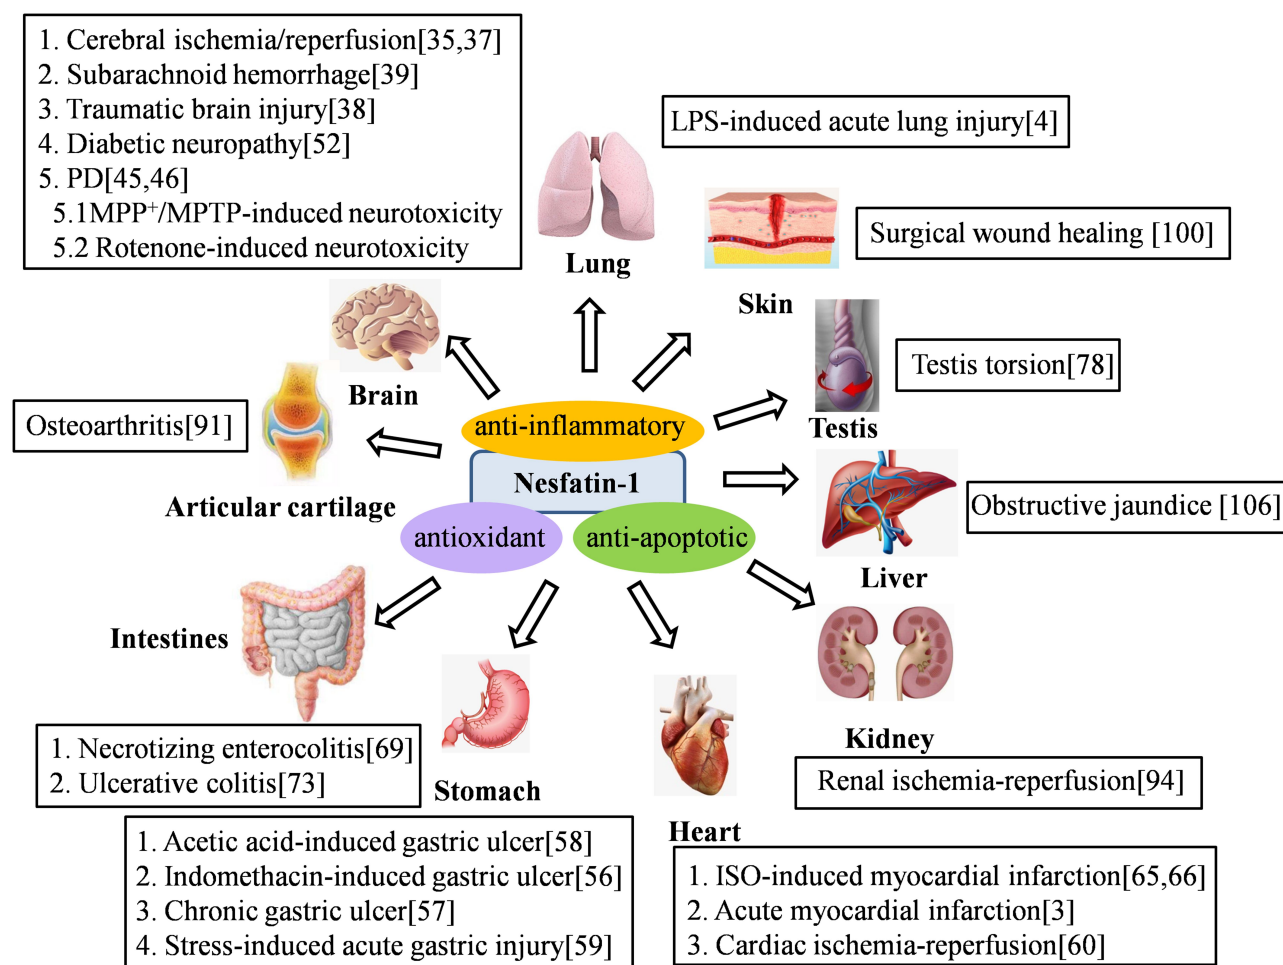 1. Cerebral ischemia/reperfusion[35,37]
2. Subarachnoid hemorrhage[39]
3. Traumatic brain injury[38]
4. Diabetic neuropathy[52]
5. PD[45,46]
5.1MPP⁺/MPTP-induced neurotoxicity
5.2 Rotenone-induced neurotoxicity
Brain
LPS-induced acute lung injury[4]
Lung
Surgical wound healing [100]
Skin
Testis torsion[78]
Testis
Osteoarthritis[91]
Articular cartilage
anti-inflammatory
Nesfatin-1
antioxidant
anti-apoptotic
Obstructive jaundice [106]
Liver
Intestines
1. Necrotizing enterocolitis[69]
2. Ulcerative colitis[73]
Stomach
1. Acetic acid-induced gastric ulcer[58]
2. Indomethacin-induced gastric ulcer[56]
3. Chronic gastric ulcer[57]
4. Stress-induced acute gastric injury[59]
Kidney
Renal ischemia-reperfusion[94]
Heart
1. ISO-induced myocardial infarction[65,66]
2. Acute myocardial infarction[3]
3. Cardiac ischemia-reperfusion[60]